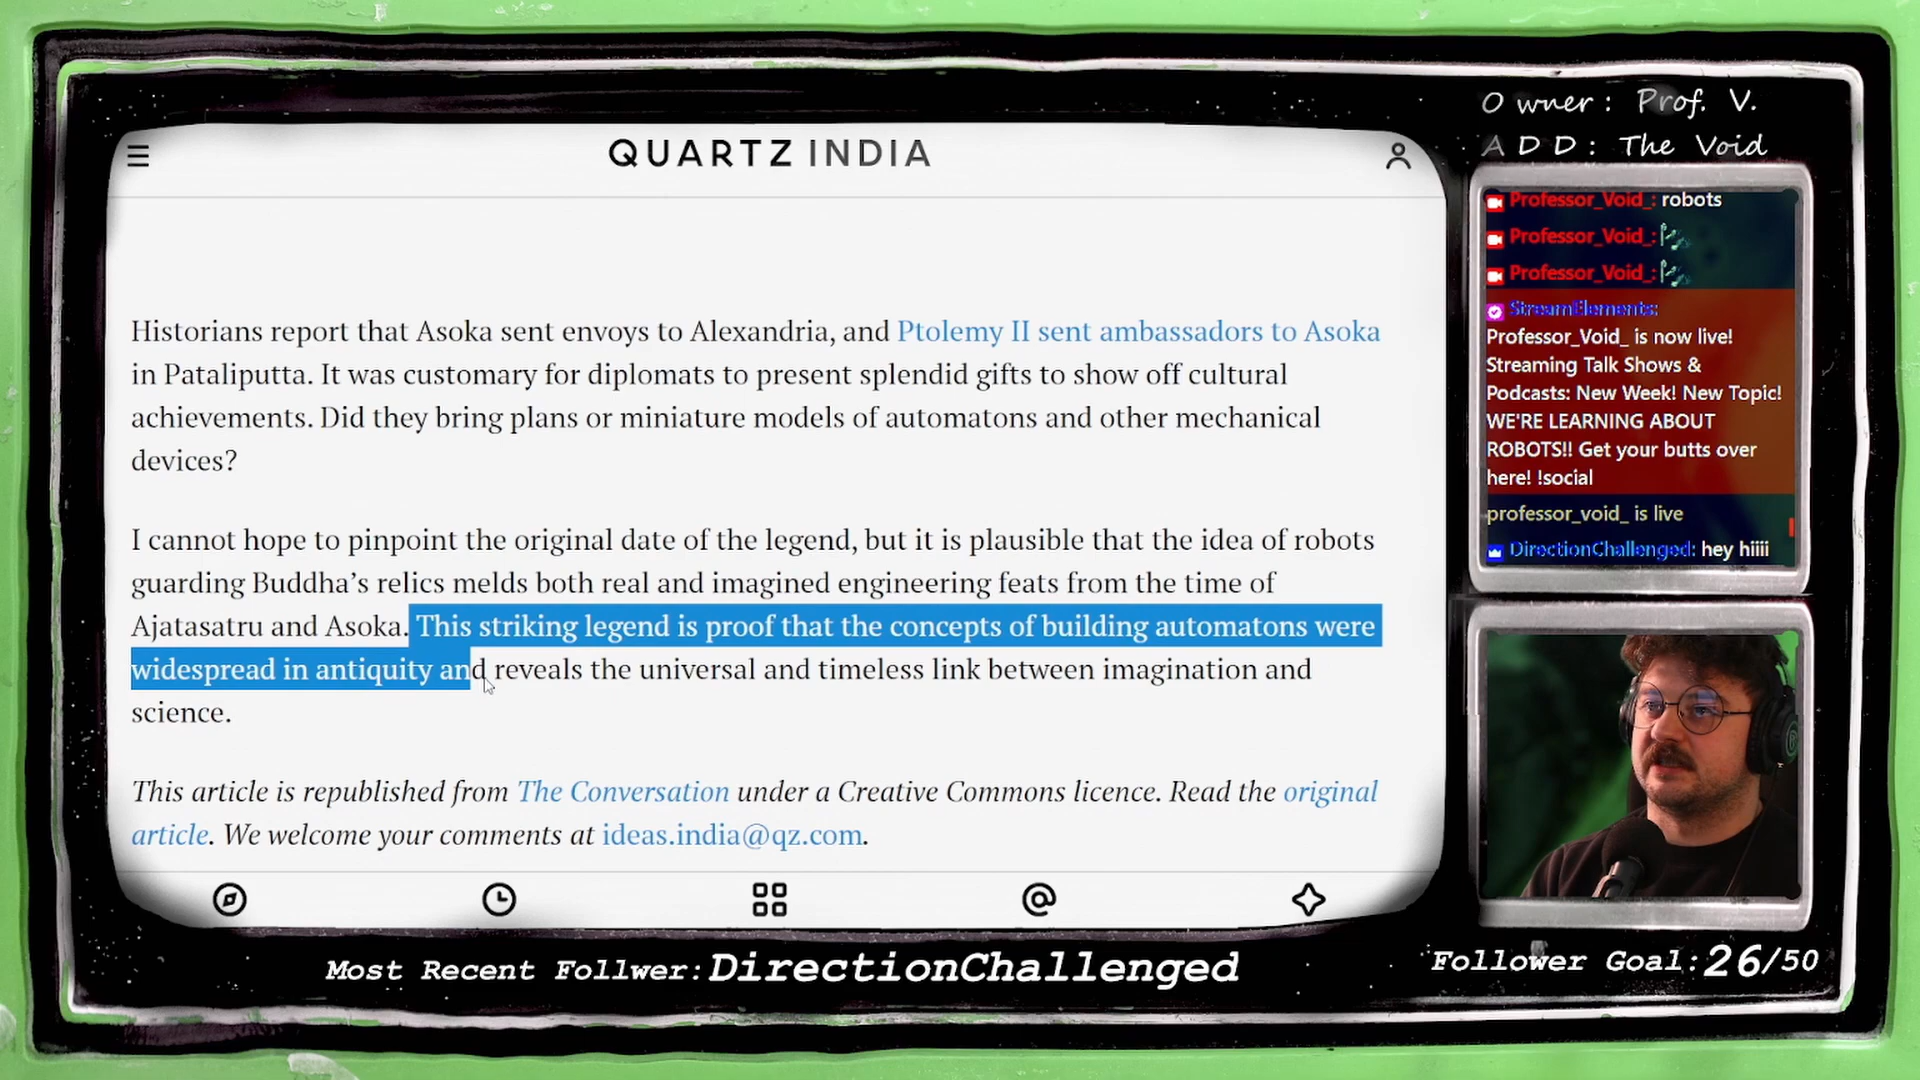 QUARTZ INDIA
Historians report that Asoka sent envoys to Alexandria, and Ptolemy II sent ambassadors to Asoka
in Pataliputta. It was customary for diplomats to present splendid gifts to show off cultural
achievements. Did they bring plans or miniature models of automatons and other mechanical
devices?
I cannot hope to pinpoint the original date of the legend, but it is plausible that the idea of robots
guarding Buddha’s relics melds both real and imagined engineering feats from the time of
Ajatasatru and Asoka. This striking legend is proof that the concepts of building automatons were
widespread in antiquity and reveals the universal and timeless link between imagination and
science.
This article is republished from The Conversation under a Creative Commons licence. Read the original
article. We welcome your comments at ideas.india@qz.com.
Owner: Prof. V.
ADD: The Void
Professor_Void_: robots
Professor_Void_:
Professor_Void_:
StreamElements:
Professor_Void_ is now live!
Streaming Talk Shows &
Podcasts: New Week! New Topic!
WE'RE LEARNING ABOUT
ROBOTS!! Get your butts over
here! !social
professor_void_ is live
DirectionChallenged: hey hiiii
Most Recent Follwer: DirectionChallenged
Follower Goal: 26/50